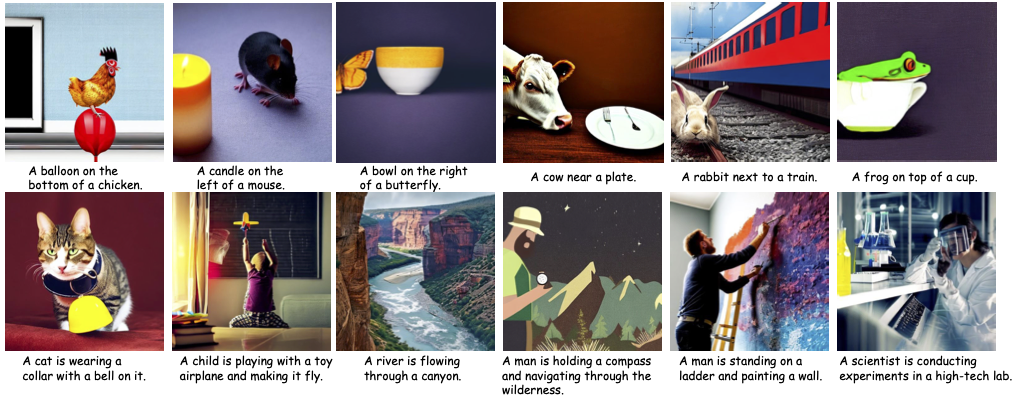 A balloon on the
bottom of a chicken.
A candle on the
left of a mouse.
A bowl on the right
of a butterfly.
A cow near a plate.
A rabbit next to a train.
A frog on top of a cup.
A cat is wearing a
collar with a bell on it.
A child is playing with a toy
airplane and making it fly.
A river is flowing
through a canyon.
A man is holding a compass
and navigating through the
wilderness.
A man is standing on a
ladder and painting a wall.
A scientist is conducting
experiments in a high-tech lab.